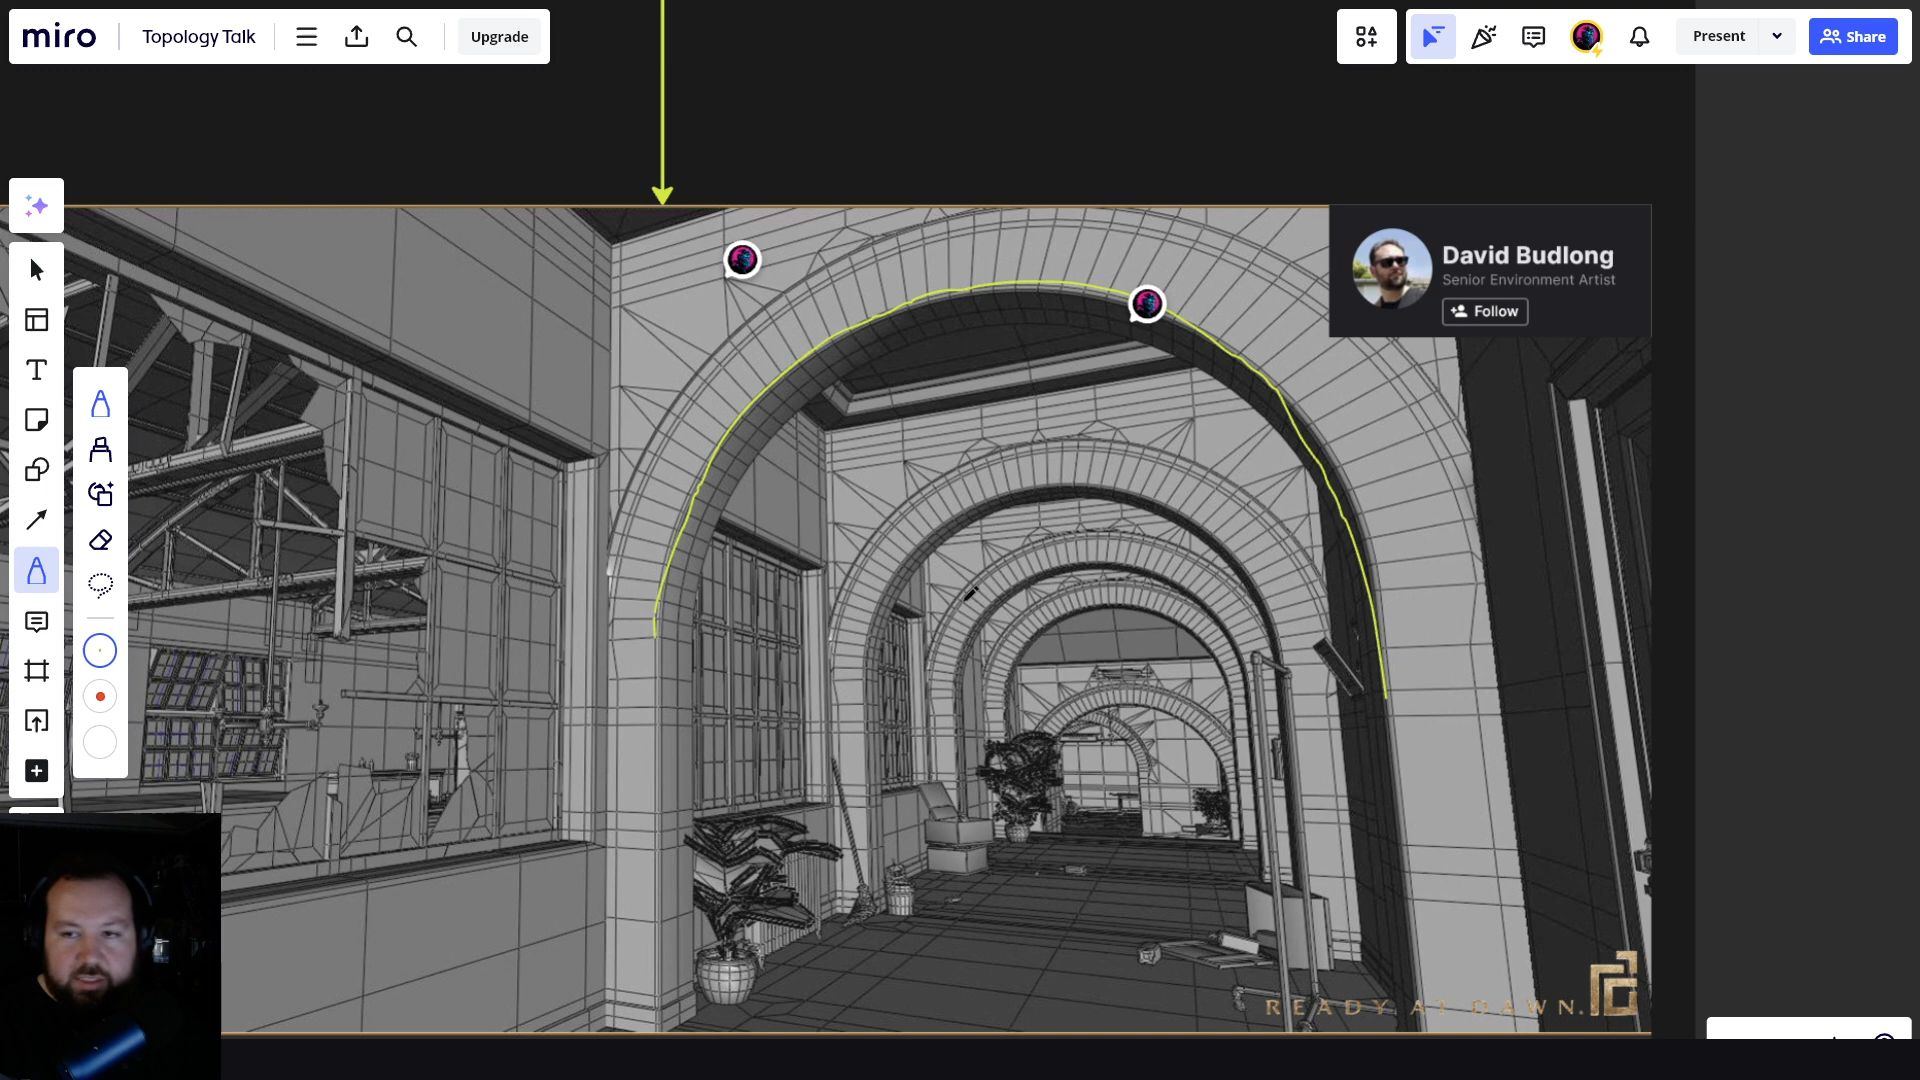 miro
Topology Talk
Upgrade
Present
Share
David Budlong
Senior Environment Artist
Follow
READY AT DAWN.